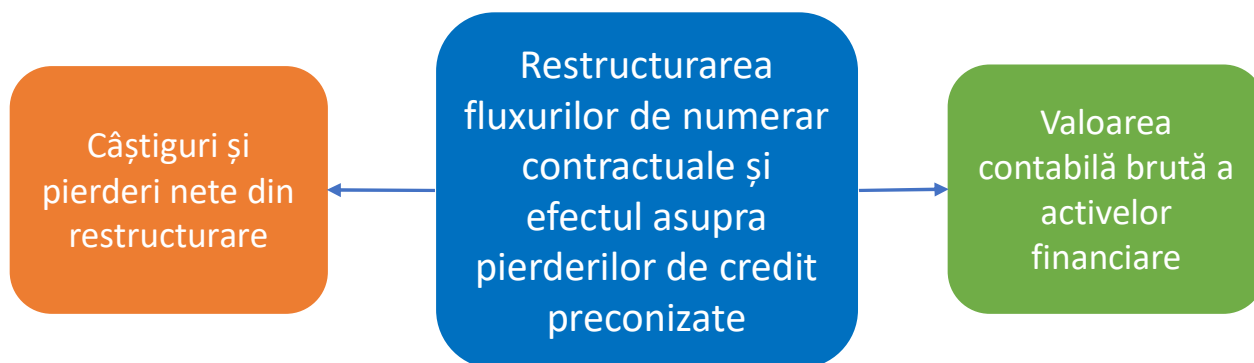 Câștiguri și
pierderi nete din
restructurare
Restructurarea
fluxurilor de numerar
contractuale și
efectul asupra
pierderilor de credit
preconizate
Valoarea
contabilă brută a
activelor
financiare